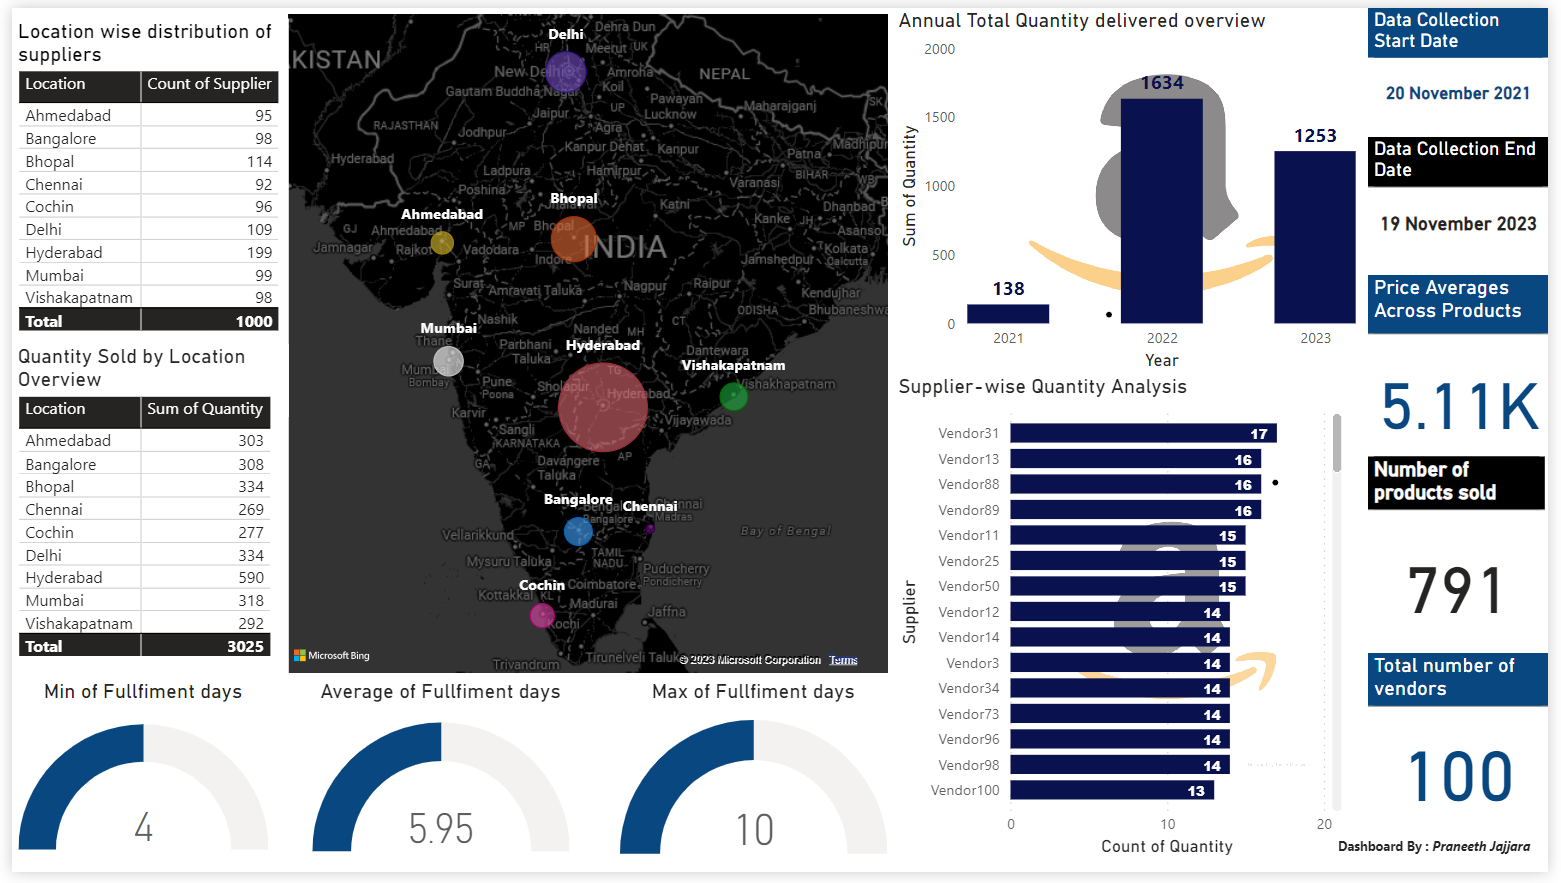 Location wise distribution of
suppliers
Location Count of Supplier
Ahmedabad 95
Bangalore 98
Bhopal 114
Chennai 92
Cochin 96
Delhi 109
Hyderabad 199
Mumbai 99
Vishakapatnam 98
Total 1000
Quantity Sold by Location
Overview
Location Sum of Quantity
Ahmedabad 303
Bangalore 308
Bhopal 334
Chennai 269
Cochin 277
Delhi 334
Hyderabad 590
Mumbai 318
Vishakapatnam 292
Total 3025
Delhi
Dehra Dun
HR
Meerut UK
KISTAN
New Delhi
Amroha
NEPAL
Koil
Gautam Buddha Nagar
Pawayan
UP
Maharajganj
SK
Jaipur
Lucknow
RAJASTHAN
Jodhpur
Agra
Kanpur Dehat
Kanpur
Madhipur
Hyderabad
Patna
Ladpura
Hamirpur
Varanasi
BIHAR
WB
Poshina
Bhopal
Katni
Dhanbad
Ahmedabad
Kanke JH
GJ
Ahmedabad
MP
Bhopal
Asansol
Jamnagar
Rajkot
Vadodara
INDIA
Kolkata
Calcutta
Indore
Jamshedpur
Surat
Amravati Taluka
Nagpur
Raipur
Kendujhar
ODISHA
Bhubaneshwa
Nashik
CT
Mumbai
Nanded
MH
Thane
Parbhani
Taluka
Hyderabad
Dantewara
TG
Vishakapatnam
Mumbai
Bombay
Pune
Poona
Sholapur
Hyderabad
Vishakhapatnam
Karvir
Sangli
Vijayawada
KARNATAKA
GA
Davangere
Taluka
AP
Bangalore
Chennai
Chennai
Madras
Bangalore
Vellarikkund
Bay of Bengal
Mysuru Taluka
TAMIL
NADU
Puducherry
Pondicherry
Cochin
Coimbatore
Kottakkal KL
Madurai
Jaffna
Kochi
Microsoft Bing
Trivandrum
Tirunelveli Taluk
© 2023 Microsoft Corporation Terms
Min of Fullfiment days
4
Average of Fullfiment days
5.95
Max of Fullfiment days
10
Annual Total Quantity delivered overview
Sum of Quantity
2000
1500
1000
500
0
138
1634
1253
2021 2022 2023
Year
Supplier-wise Quantity Analysis
Supplier
Vendor31 17
Vendor13 16
Vendor88 16
Vendor89 16
Vendor11 15
Vendor25 15
Vendor50 15
Vendor12 14
Vendor14 14
Vendor3 14
Vendor34 14
Vendor73 14
Vendor96 14
Vendor98 14
Vendor100 13
0 10 20
Count of Quantity
Data Collection
Start Date
20 November 2021
Data Collection End
Date
19 November 2023
Price Averages
Across Products
5.11K
Number of
products sold
791
Total number of
vendors
100
Dashboard By : Praneeth Jajjara